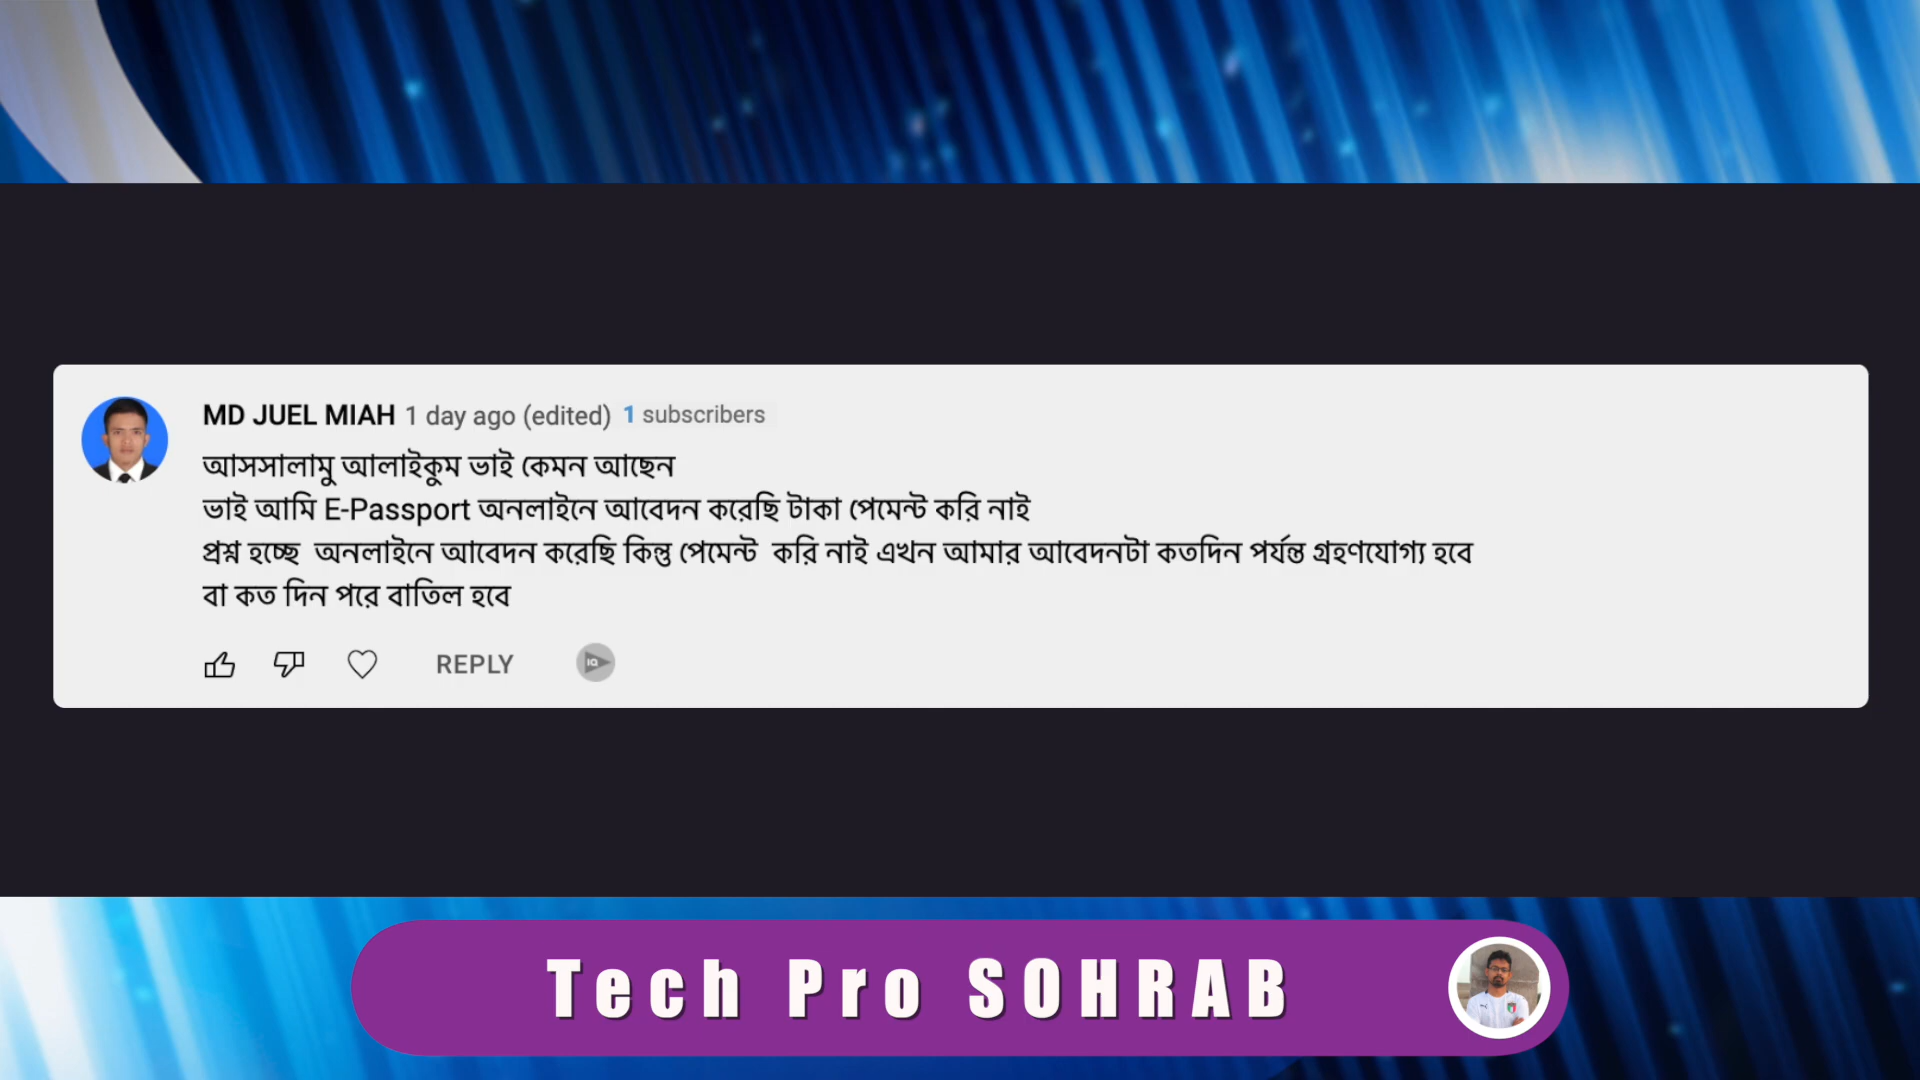 MD JUEL MIAH 1 day ago (edited) 1 subscribers
আসসালামু আলাইকুম ভাই কেমন আছেন
ভাই আমি E-Passport অনলাইনে আবেদন করেছি টাকা পেমেন্ট করি নাই
প্রশ্ন হচ্ছে অনলাইনে আবেদন করেছি কিন্তু পেমেন্ট করি নাই এখন আমার আবেদনটা কতদিন পর্যন্ত গ্রহণযোগ্য হবে
বা কত দিন পরে বাতিল হবে
REPLY
IQ
Tech Pro SOHRAB